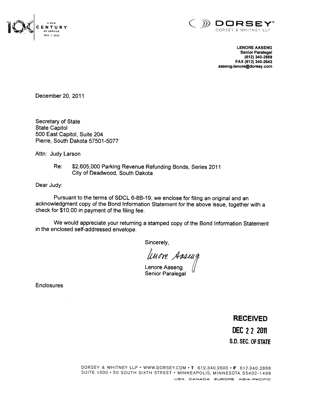 A NEW
CENTURY
OF SERVICE
DORSEY
DORSEY & WHITNEY LLP
LENORE AASENG
Senior Paralegal
(612) 340-2869
FAX (612) 340-2643
aaseng.lenore@dorsey.com
December 20, 2011
Secretary of State
State Capitol
500 East Capitol, Suite 204
Pierre, South Dakota 57501-5077
Attn: Judy Larson
Re: $2,605,000 Parking Revenue Refunding Bonds, Series 2011
City of Deadwood, South Dakota
Dear Judy:
Pursuant to the terms of SDCL 6-8B-19, we enclose for filing an original and an
acknowledgment copy of the Bond Information Statement for the above issue, together with a
check for $10.00 in payment of the filing fee.
We would appreciate your returning a stamped copy of the Bond Information Statement
in the enclosed self-addressed envelope.
Sincerely,
Lenore Aaseng
Lenore Aaseng
Senior Paralegal
Enclosures
RECEIVED
DEC 22 2011
S.D. SEC. OF STATE
DORSEY & WHITNEY LLP • WWW.DORSEY.COM • T 612.340.2600 • F 612.340.2868
SUITE 1500 • 50 SOUTH SIXTH STREET • MINNEAPOLIS, MINNESOTA 55402-1498
USA CANADA EUROPE ASIA-PACIFIC